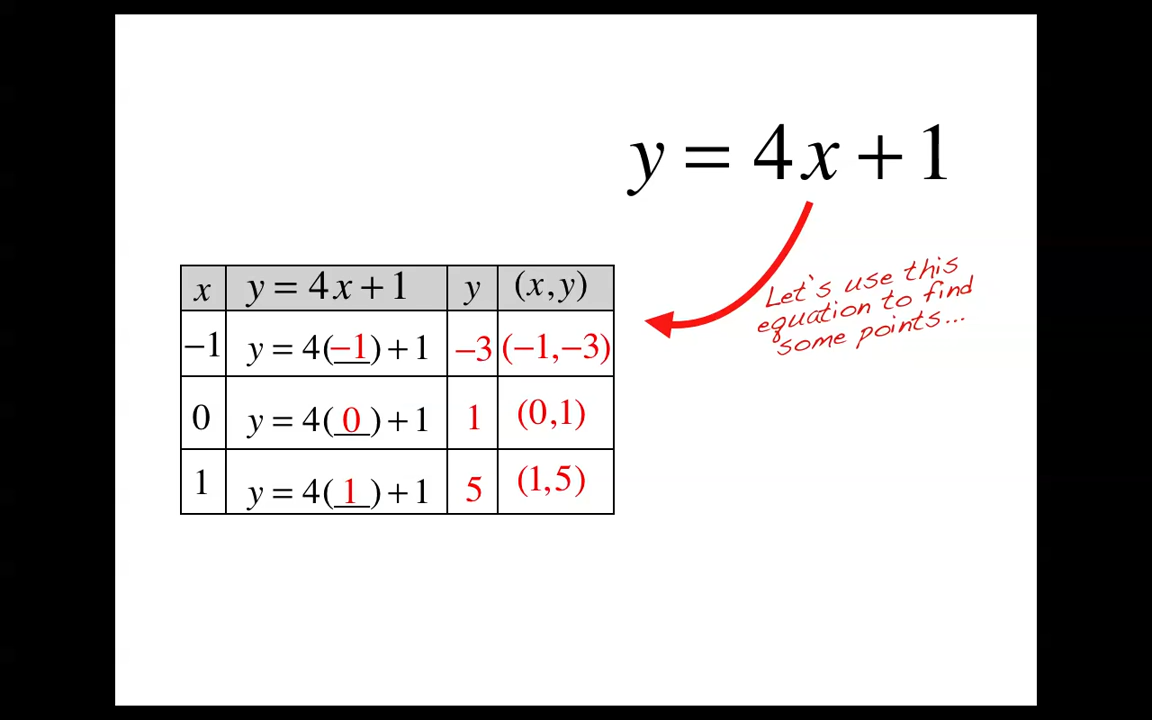 y = 4x + 1
Let's use this
equation to find
some points...
x y = 4x + 1 y (x, y)
−1 y = 4(−1) + 1 −3 (−1,−3)
0 y = 4(0) + 1 1 (0,1)
1 y = 4(1) + 1 5 (1,5)